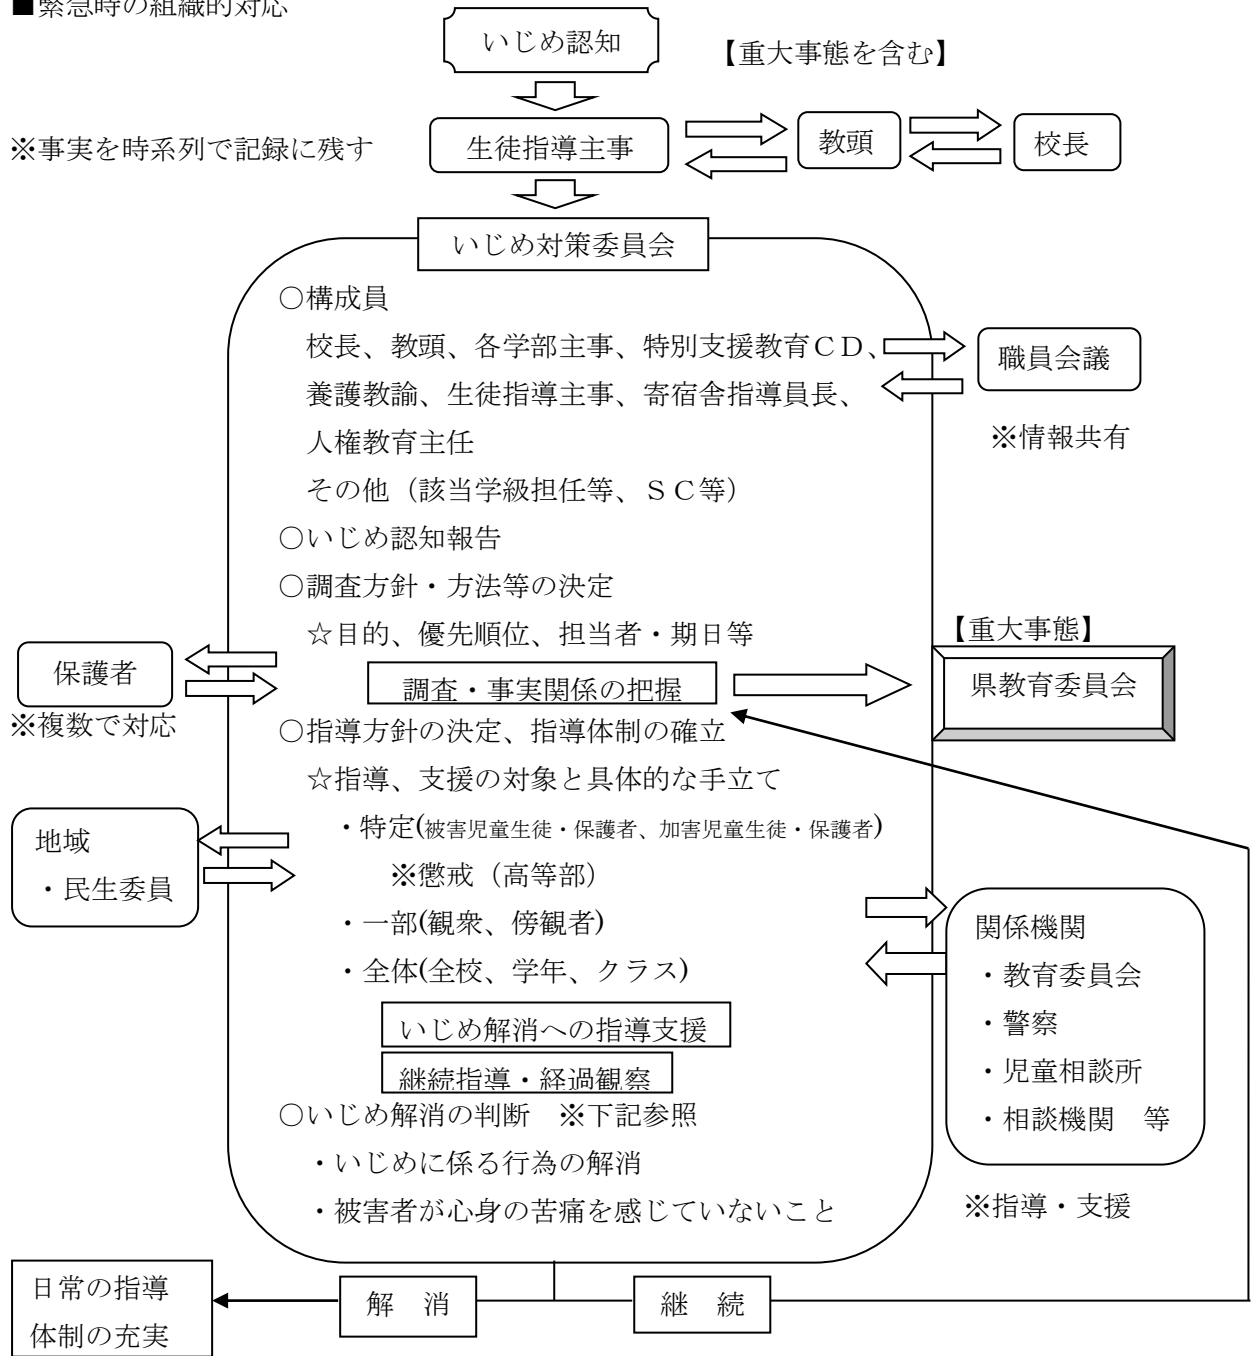 ■緊急時の組織的対応
いじめ認知
【重大事態を含む】
※事実を時系列で記録に残す
生徒指導主事
教頭
校長
いじめ対策委員会
○構成員
校長、教頭、各学部主事、特別支援教育ＣＤ、
養護教諭、生徒指導主事、寄宿舎指導員長、
人権教育主任
その他（該当学級担任等、ＳＣ等）
職員会議
※情報共有
○いじめ認知報告
○調査方針・方法等の決定
☆目的、優先順位、担当者・期日等
【重大事態】
保護者
※複数で対応
調査・事実関係の把握
県教育委員会
○指導方針の決定、指導体制の確立
☆指導、支援の対象と具体的な手立て
・特定(被害児童生徒・保護者、加害児童生徒・保護者)
※懲戒（高等部）
・一部(観衆、傍観者)
・全体(全校、学年、クラス)
地域
・民生委員
関係機関
・教育委員会
・警察
・児童相談所
・相談機関　等
※指導・支援
いじめ解消への指導支援
継続指導・経過観察
○いじめ解消の判断　※下記参照
・いじめに係る行為の解消
・被害者が心身の苦痛を感じていないこと
日常の指導
体制の充実
解　消
継　続